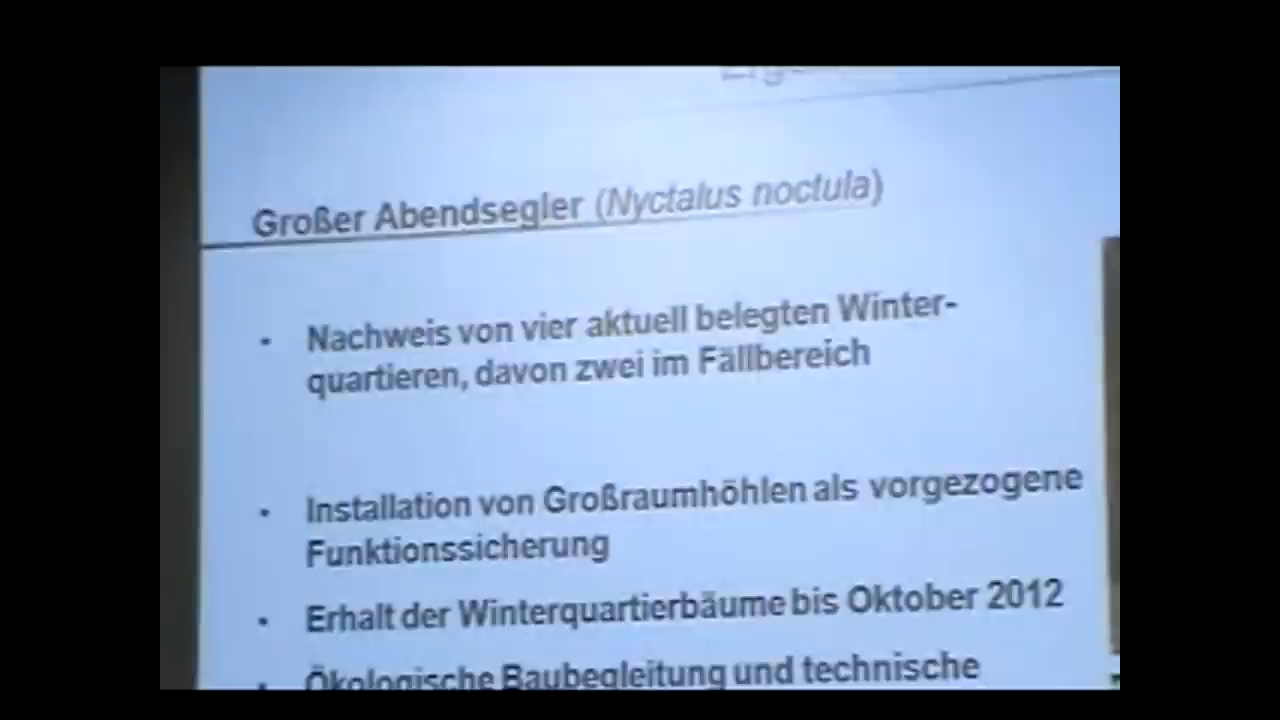 Großer Abendsegler (Nyctalus noctula)
• Nachweis von vier aktuell belegten Winter-
quartieren, davon zwei im Fällbereich
• Installation von Großraumhöhlen als vorgezogene
Funktionssicherung
• Erhalt der Winterquartierbäume bis Oktober 2012
• Ökologische Baubegleitung und technische